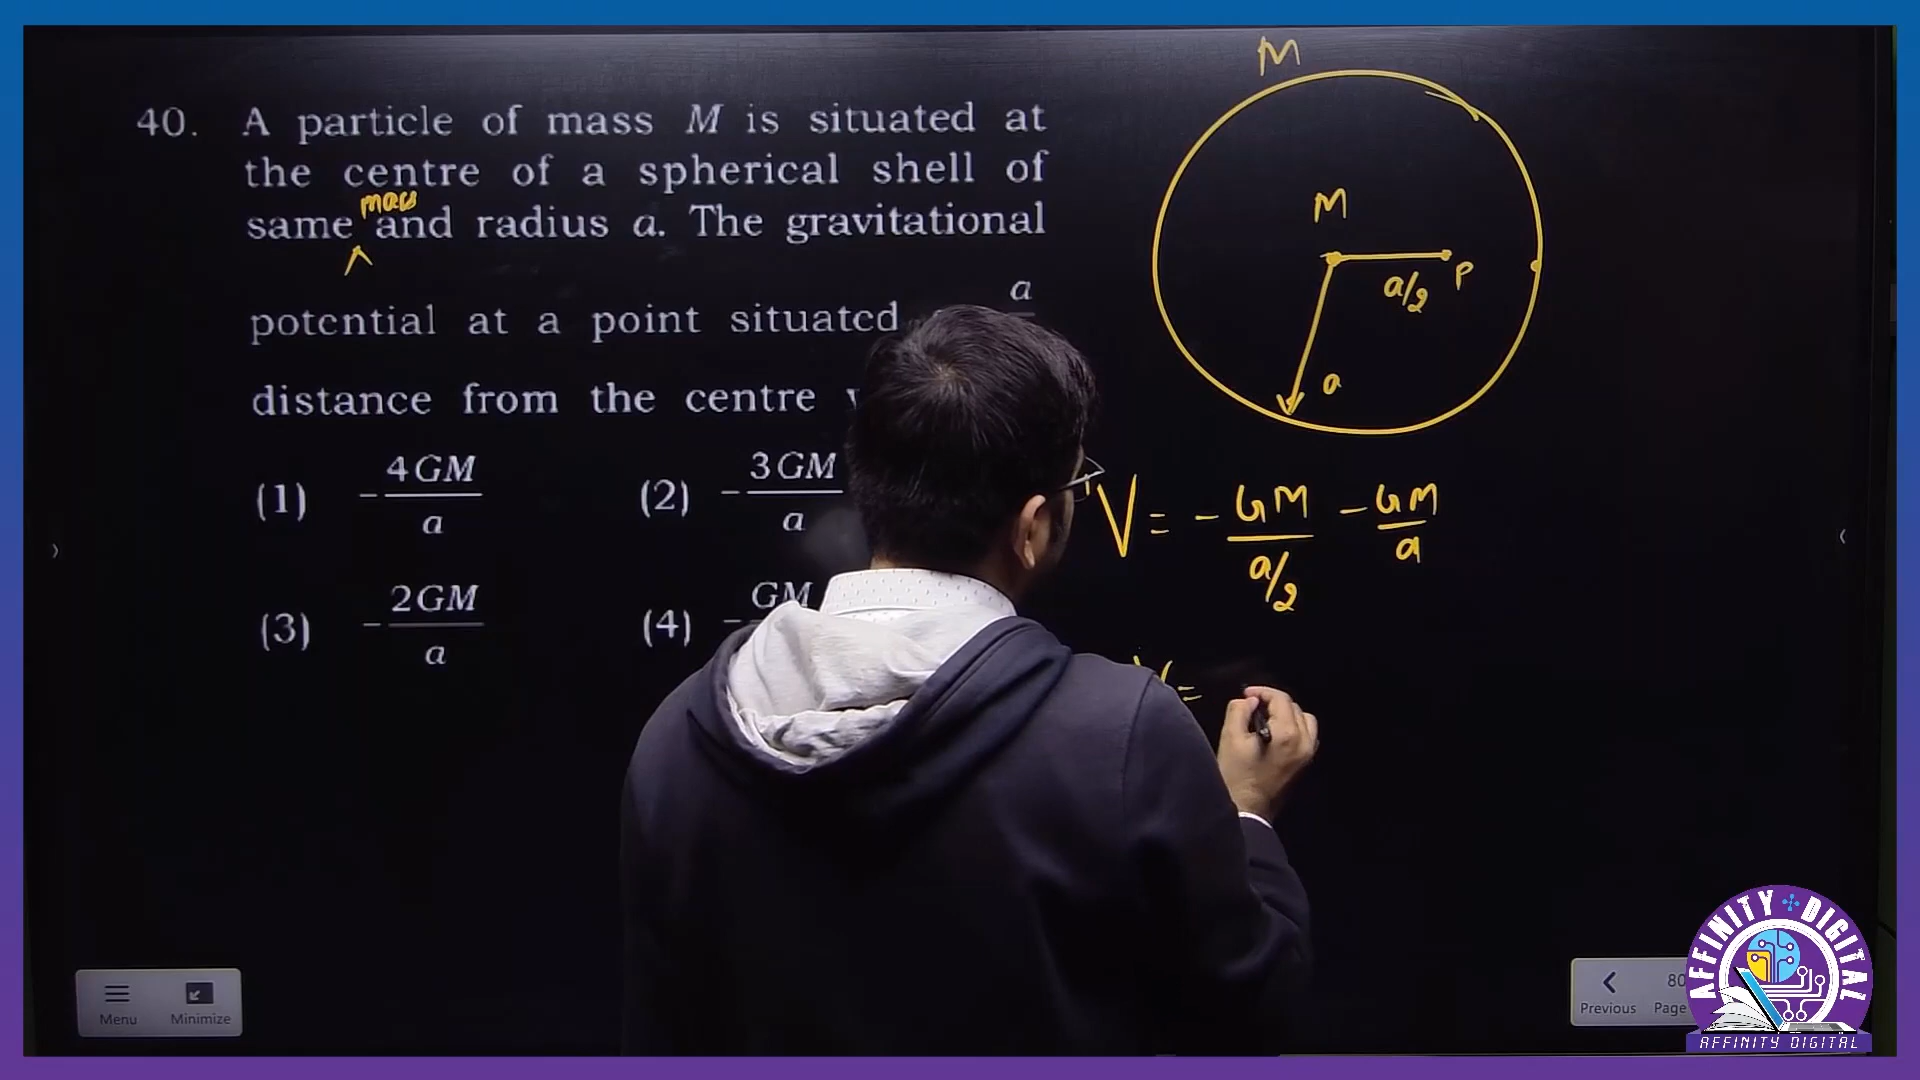 40. A particle of mass M is situated at
the centre of a spherical shell of
same mass and radius a. The gravitational
potential at a point situated a
distance from the centre
(1) -4GM/a (2) -3GM/a
(3) -2GM/a (4) -GM
M
M
a/2 P
a
V = -GM/(a/2) -GM/a
V =
Menu
Minimize
Previous
Page
80
AFFINITY DIGITAL
AFFINITY DIGITAL